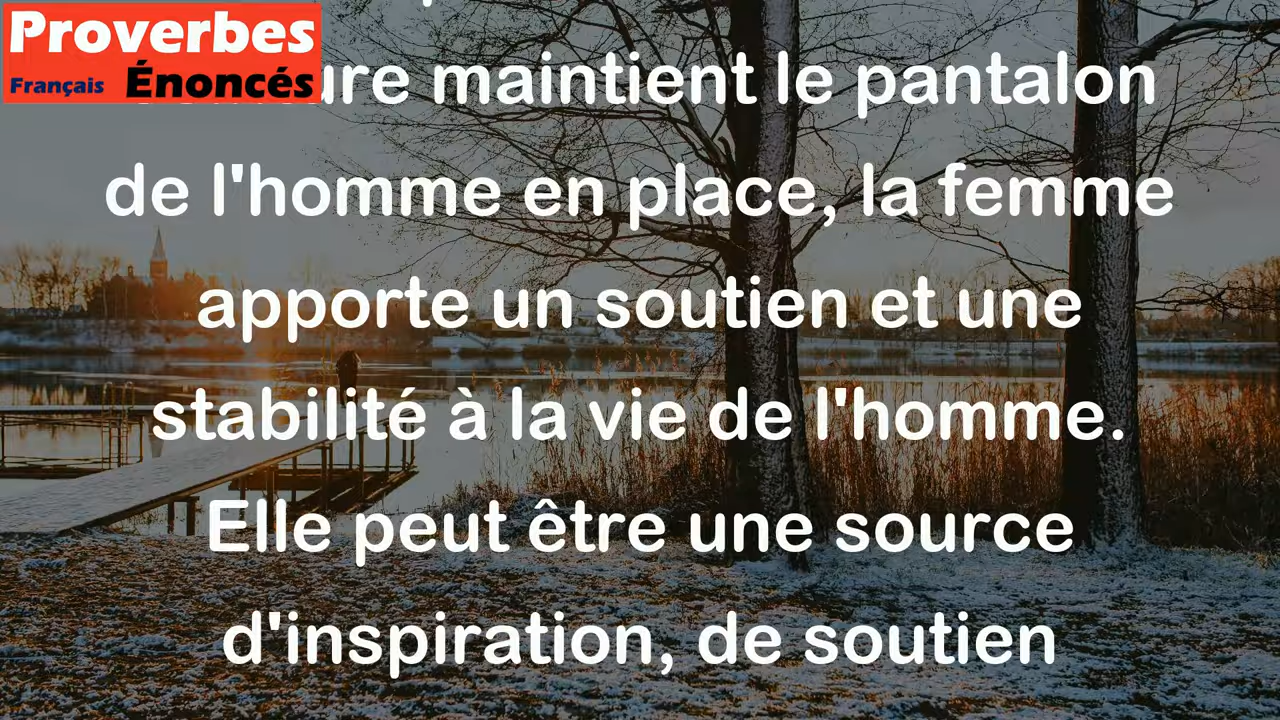 Proverbes
Français Énoncés
maintient le pantalon
de l'homme en place, la femme
apporte un soutien et une
stabilité à la vie de l'homme.
Elle peut être une source
d'inspiration, de soutien